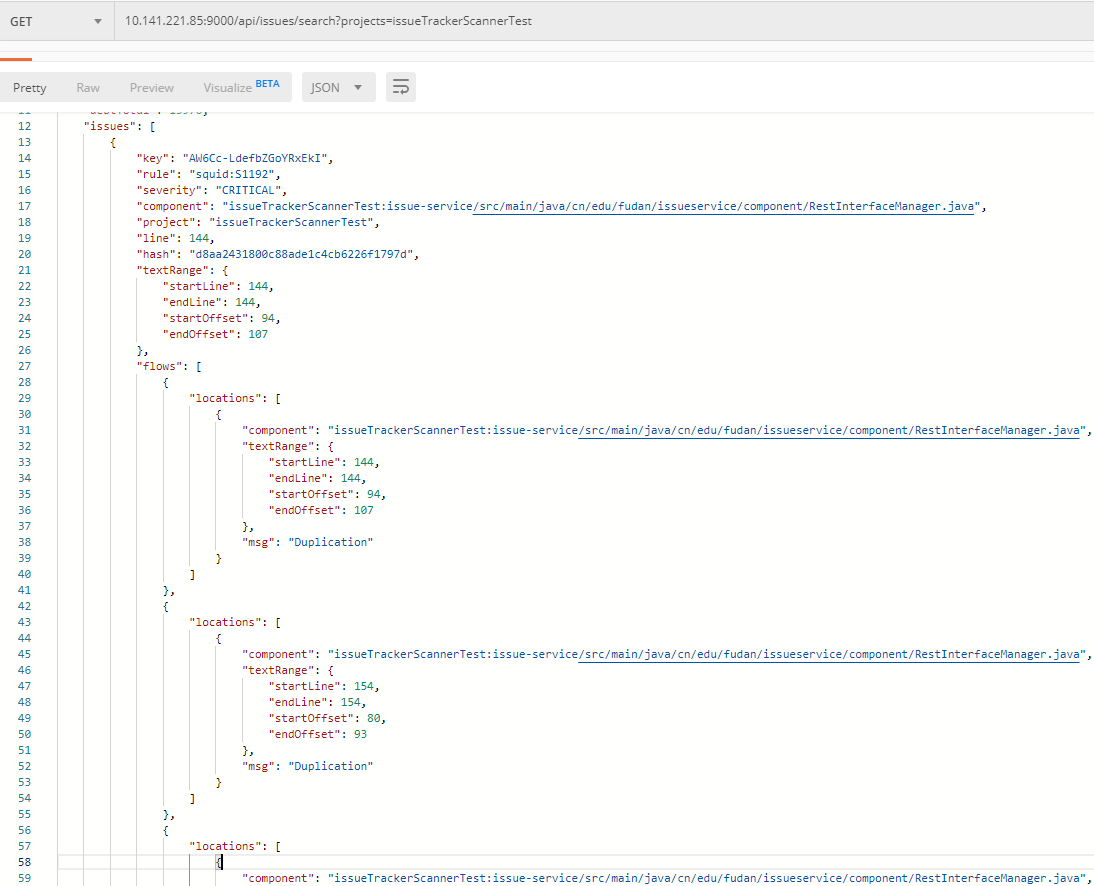 GET 10.141.221.85:9000/api/issues/search?projects=issueTrackerScannerTest
Pretty Raw Preview Visualize BETA JSON
12 "issues": [
13 {
14 "key": "AW6Cc-LdefbZGoYRxEkI",
15 "rule": "squid:S1192",
16 "severity": "CRITICAL",
17 "component": "issueTrackerScannerTest:issue-service/src/main/java/cn/edu/fudan/issueservice/component/RestInterfaceManager.java",
18 "project": "issueTrackerScannerTest",
19 "line": 144,
20 "hash": "d8aa2431800c88ade1c4cb6226f1797d",
21 "textRange": {
22 "startLine": 144,
23 "endLine": 144,
24 "startOffset": 94,
25 "endOffset": 107
26 },
27 "flows": [
28 {
29 "locations": [
30 {
31 "component": "issueTrackerScannerTest:issue-service/src/main/java/cn/edu/fudan/issueservice/component/RestInterfaceManager.java",
32 "textRange": {
33 "startLine": 144,
34 "endLine": 144,
35 "startOffset": 94,
36 "endOffset": 107
37 },
38 "msg": "Duplication"
39 }
40 ]
41 },
42 {
43 "locations": [
44 {
45 "component": "issueTrackerScannerTest:issue-service/src/main/java/cn/edu/fudan/issueservice/component/RestInterfaceManager.java",
46 "textRange": {
47 "startLine": 154,
48 "endLine": 154,
49 "startOffset": 80,
50 "endOffset": 93
51 },
52 "msg": "Duplication"
53 }
54 ]
55 },
56 {
57 "locations": [
58 {
59 "component": "issueTrackerScannerTest:issue-service/src/main/java/cn/edu/fudan/issueservice/component/RestInterfaceManager.java",